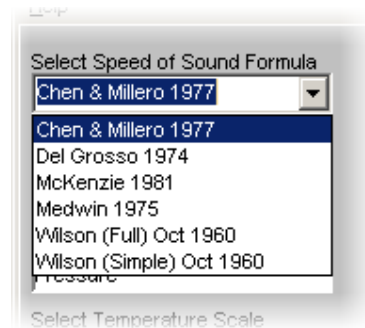 Help
Select Speed of Sound Formula
Chen & Millero 1977
Chen & Millero 1977
Del Grosso 1974
McKenzie 1981
Medwin 1975
Wilson (Full) Oct 1960
Wilson (Simple) Oct 1960
Pressure
Select Temperature Scale